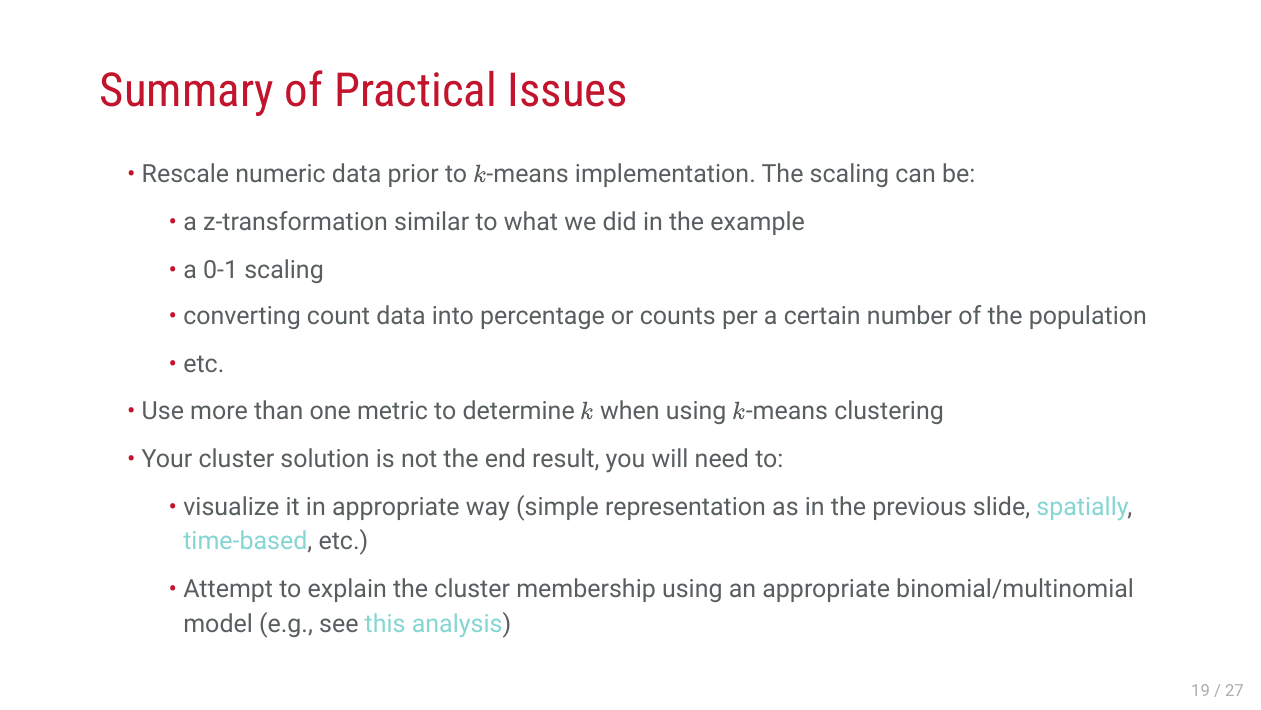 Summary of Practical Issues
• Rescale numeric data prior to k-means implementation. The scaling can be:
• a z-transformation similar to what we did in the example
• a 0-1 scaling
• converting count data into percentage or counts per a certain number of the population
• etc.
• Use more than one metric to determine k when using k-means clustering
• Your cluster solution is not the end result, you will need to:
• visualize it in appropriate way (simple representation as in the previous slide, spatially,
time-based, etc.)
• Attempt to explain the cluster membership using an appropriate binomial/multinomial
model (e.g., see this analysis)
19 / 27